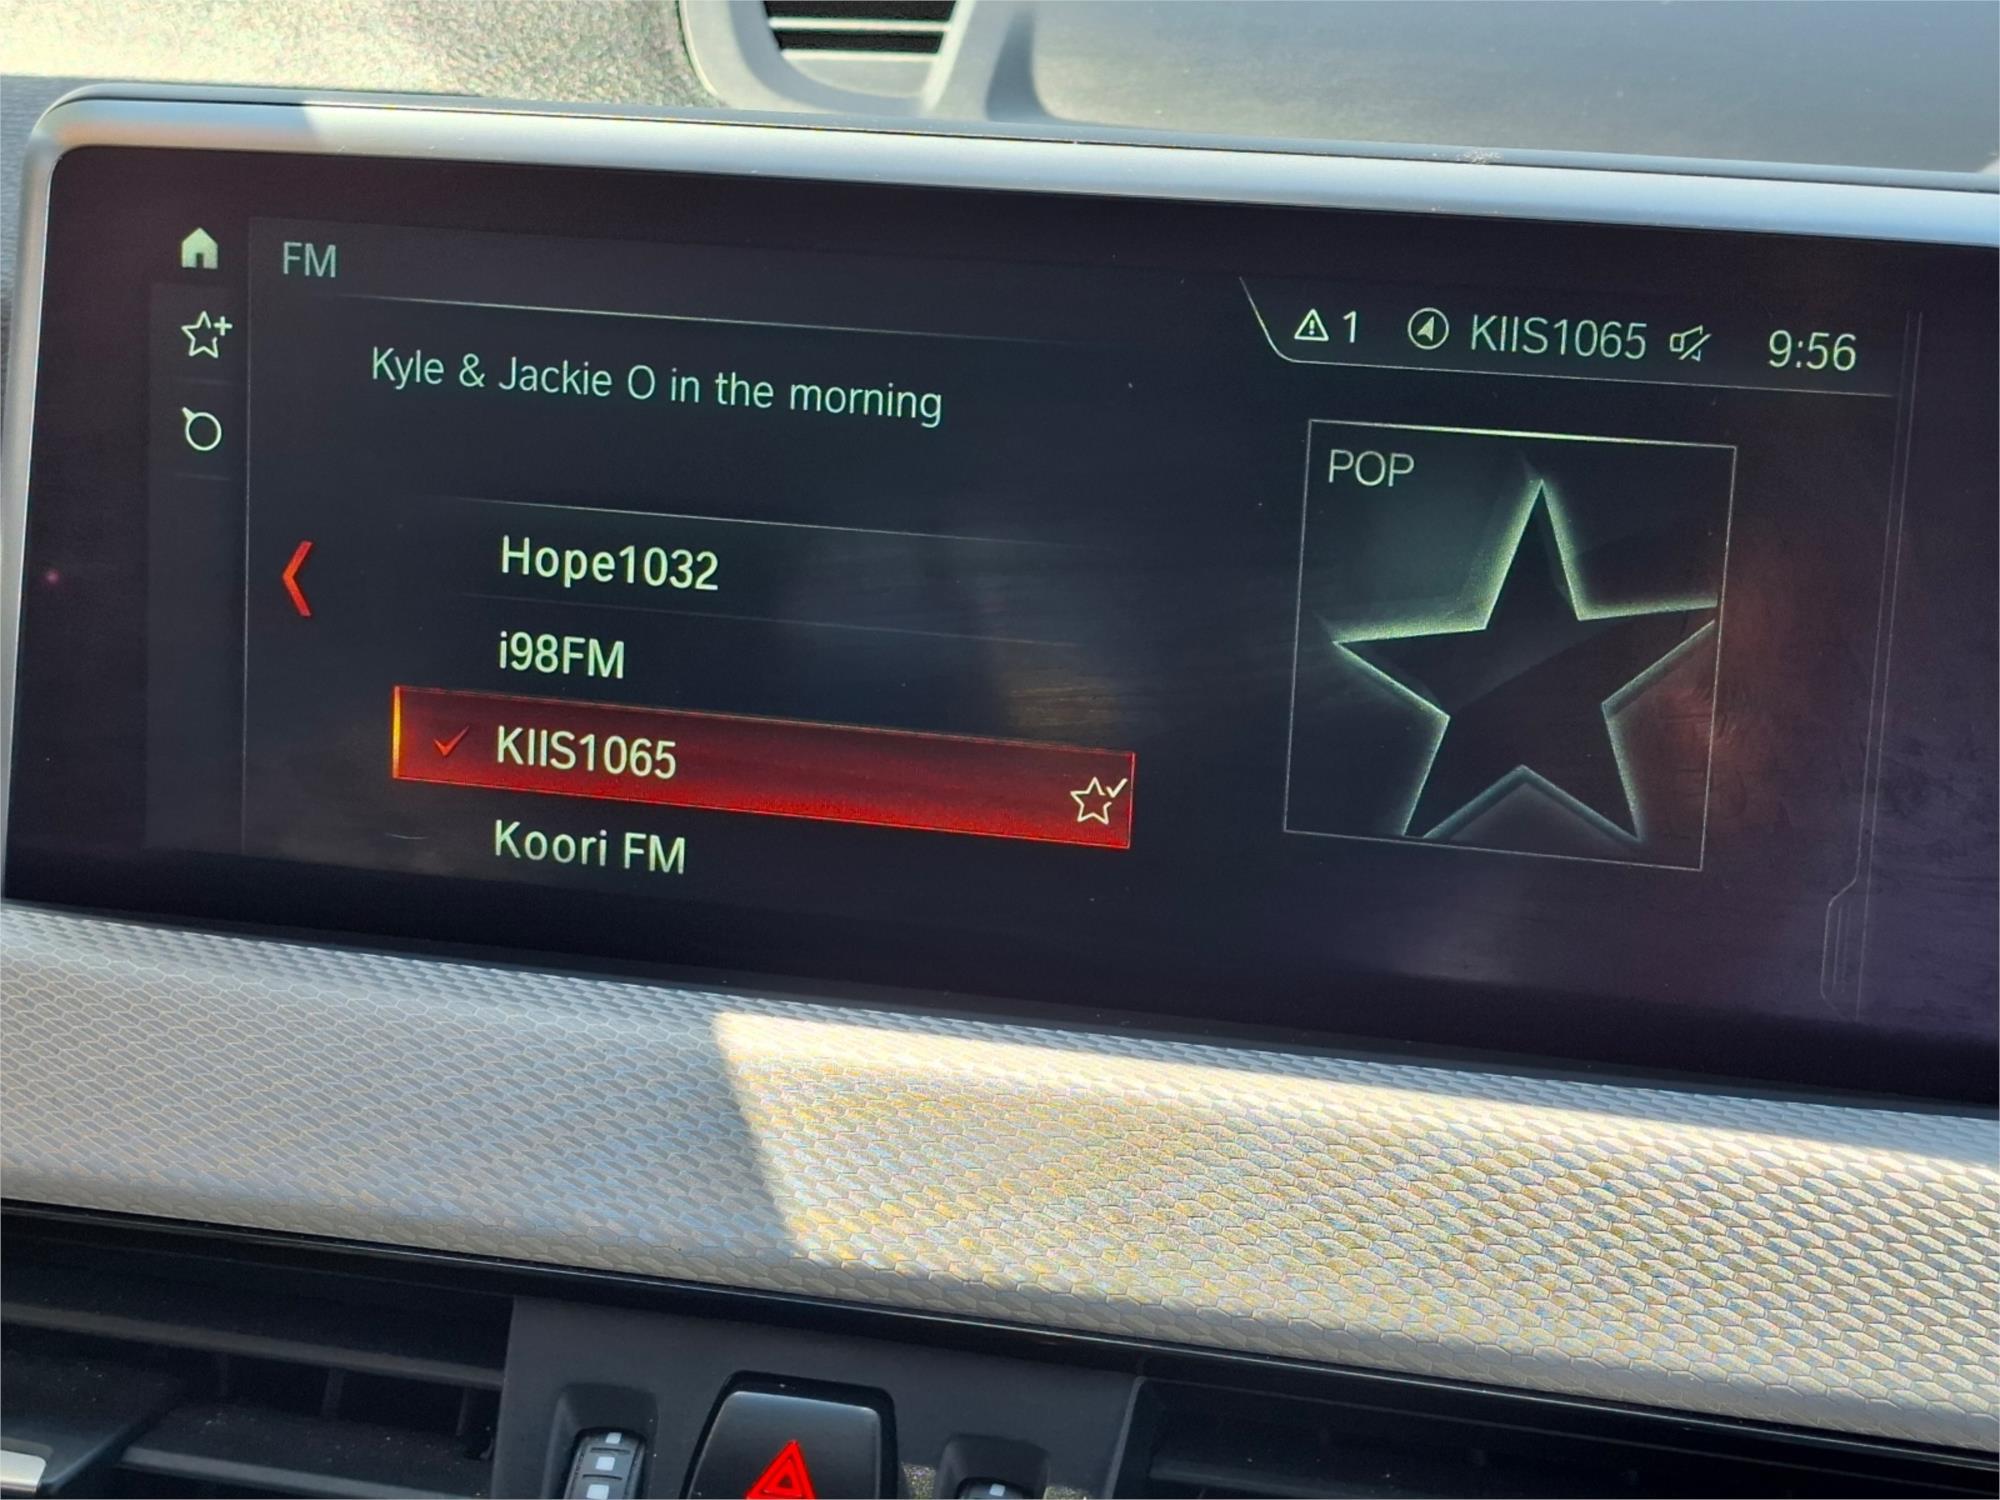 FM
1 KIIS1065 9:56
Kyle & Jackie O in the morning
POP
Hope1032
i98FM
KIIS1065
Koori FM